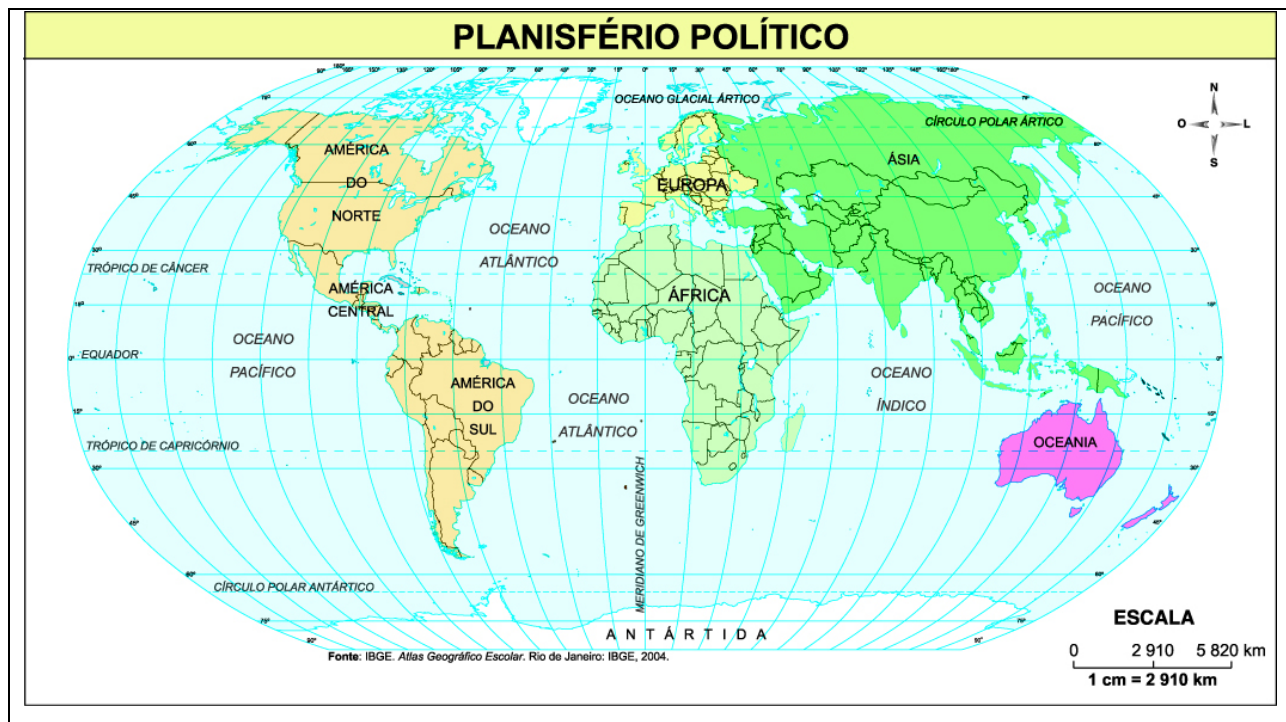 PLANISFÉRIO POLÍTICO
OCEANO GLACIAL ÁRTICO
CÍRCULO POLAR ÁRTICO
N
O
L
S
AMÉRICA
DO
NORTE
EUROPA
ÁSIA
OCEANO
ATLÂNTICO
TRÓPICO DE CÂNCER
AMÉRICA
CENTRAL
ÁFRICA
OCEANO
PACÍFICO
EQUADOR
OCEANO
PACÍFICO
AMÉRICA
DO
SUL
OCEANO
ATLÂNTICO
OCEANO
ÍNDICO
TRÓPICO DE CAPRICÓRNIO
OCEANIA
MERIDIANO DE GREENWICH
CÍRCULO POLAR ANTÁRTICO
ANTÁRTIDA
Fonte: IBGE. Atlas Geográfico Escolar. Rio de Janeiro: IBGE, 2004.
ESCALA
0 2 910 5 820 km
1 cm = 2 910 km